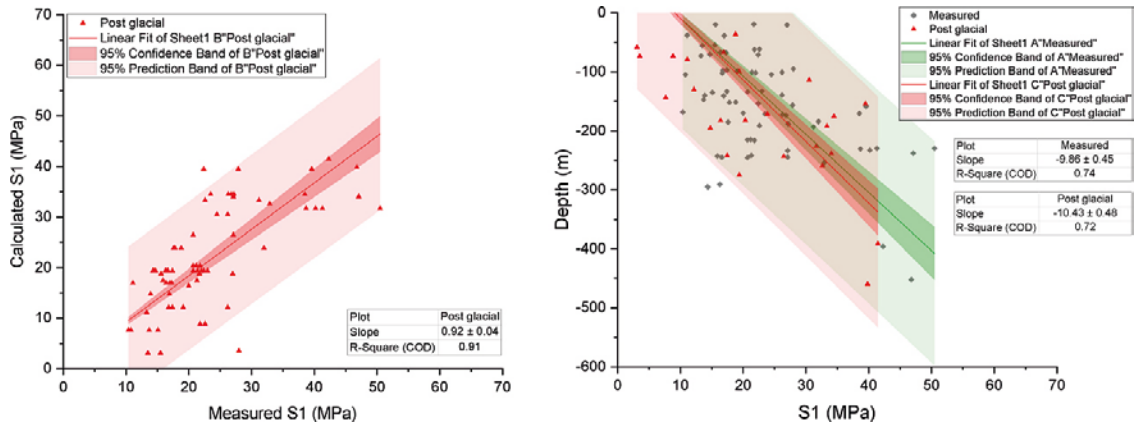 Post glacial
Linear Fit of Sheet1 B"Post glacial"
95% Confidence Band of B"Post glacial"
95% Prediction Band of B"Post glacial"
70
60
50
40
30
20
10
0
Calculated S1 (MPa)
Plot Post glacial
Slope 0.92 ± 0.04
R-Square (COD) 0.91
0 10 20 30 40 50 60 70
Measured S1 (MPa)
Measured
Post glacial
Linear Fit of Sheet1 A"Measured"
95% Confidence Band of A"Measured"
95% Prediction Band of A"Measured"
Linear Fit of Sheet1 C"Post glacial"
95% Confidence Band of C"Post glacial"
95% Prediction Band of C"Post glacial"
0
-100
-200
-300
-400
-500
-600
Depth (m)
Plot Measured
Slope -9.86 ± 0.45
R-Square (COD) 0.74
Plot Post glacial
Slope -10.43 ± 0.48
R-Square (COD) 0.72
0 10 20 30 40 50 60 70
S1 (MPa)